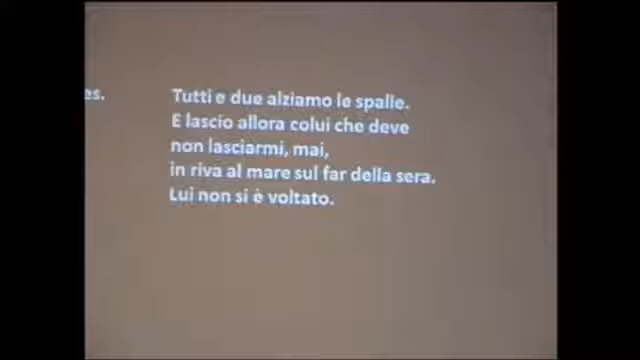 es.
Tutti e due alziamo le spalle.
E lascio allora colui che deve
non lasciarmi, mai,
in riva al mare sul far della sera.
Lui non si è voltato.